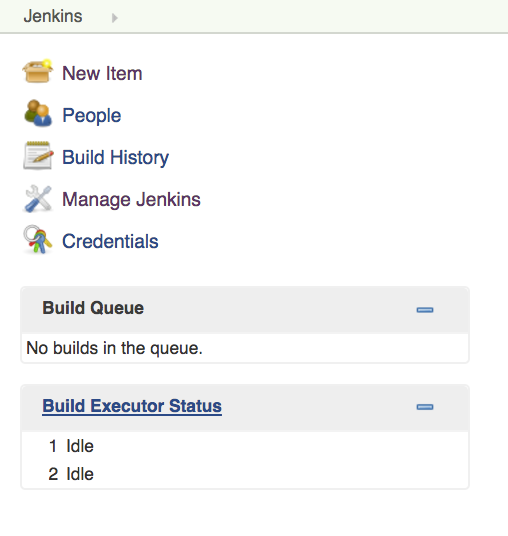 Jenkins
New Item
People
Build History
Manage Jenkins
Credentials
Build Queue
No builds in the queue.
Build Executor Status
1 Idle
2 Idle